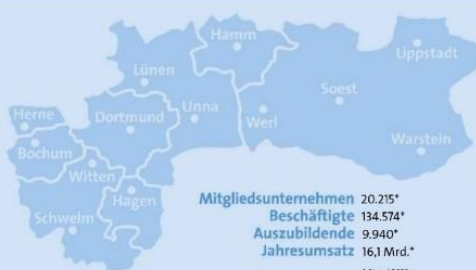 Hamm
Lippstadt
Lünen
Soest
Herne
Dortmund
Unna
Werl
Bochum
Warstein
Witten
Hagen
Schwelm
Mitgliedsunternehmen 20.215*
Beschäftigte 134.574*
Auszubildende 9.940*
Jahresumsatz 16,1 Mrd.*